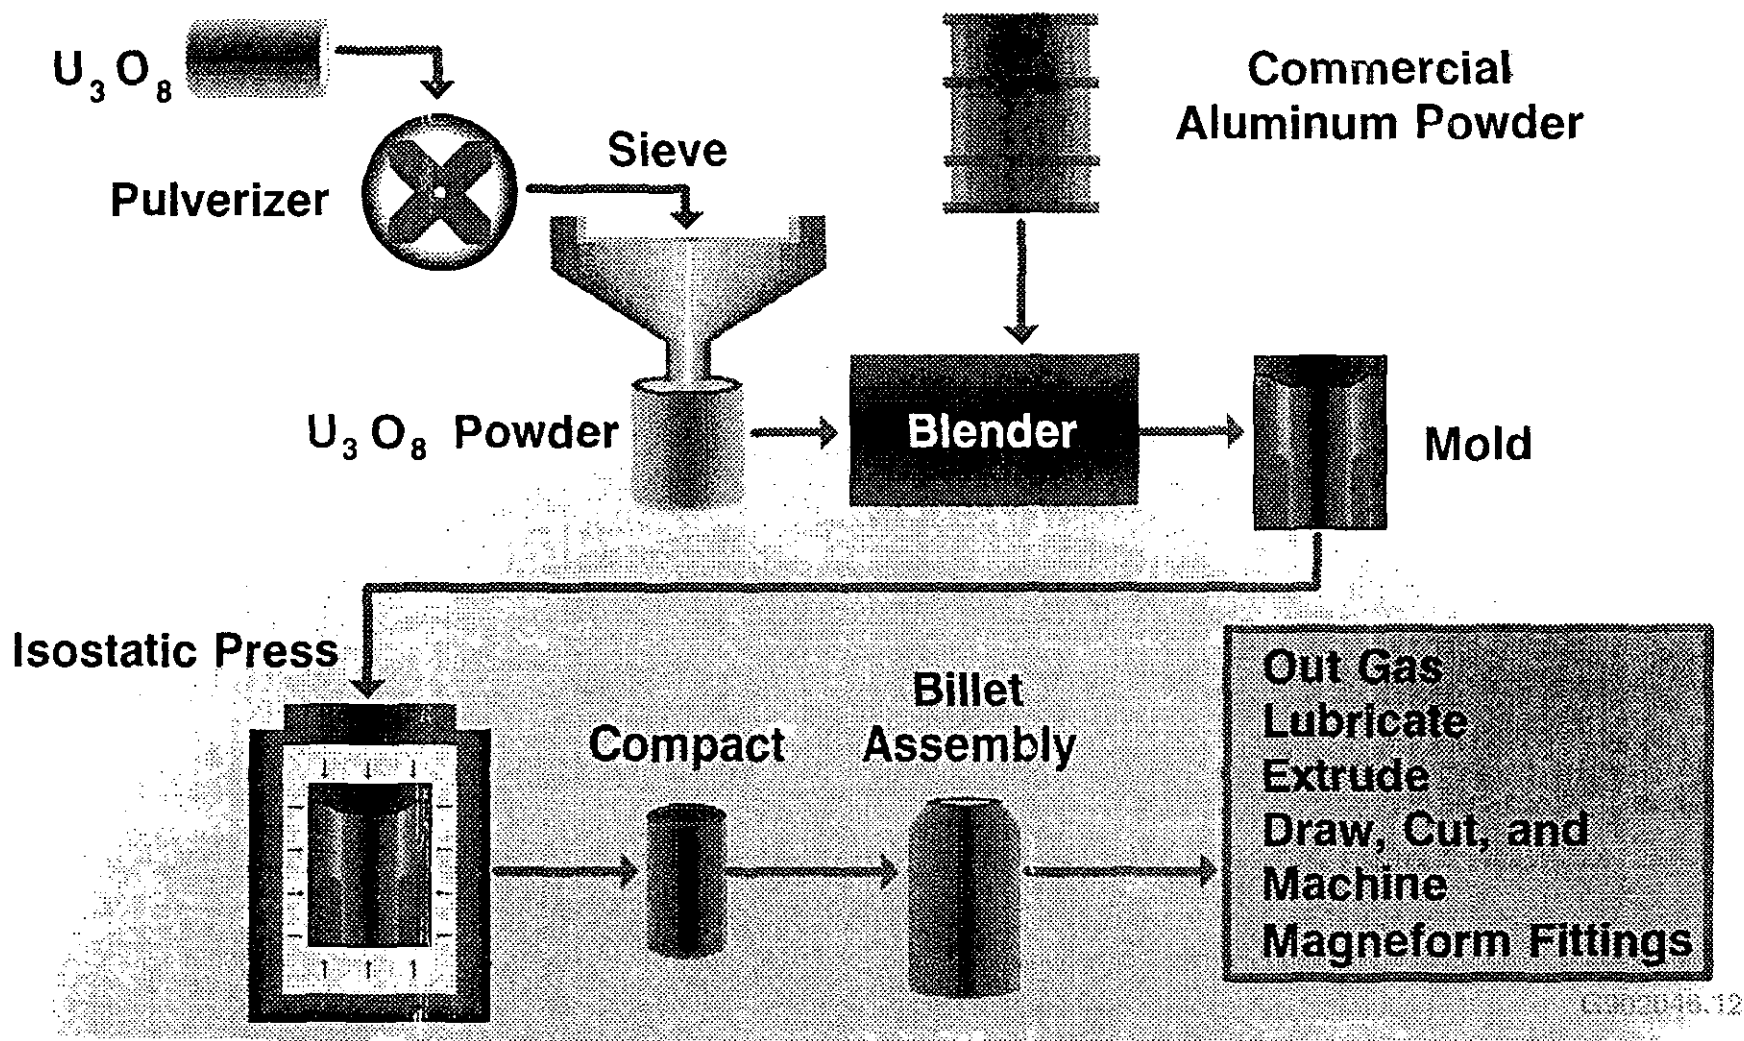 U3O8
Commercial
Aluminum Powder
Sieve
Pulverizer
U3O8 Powder
Blender
Mold
Isostatic Press
Compact
Billet
Assembly
Out Gas
Lubricate
Extrude
Draw, Cut, and
Machine
Magneform Fittings